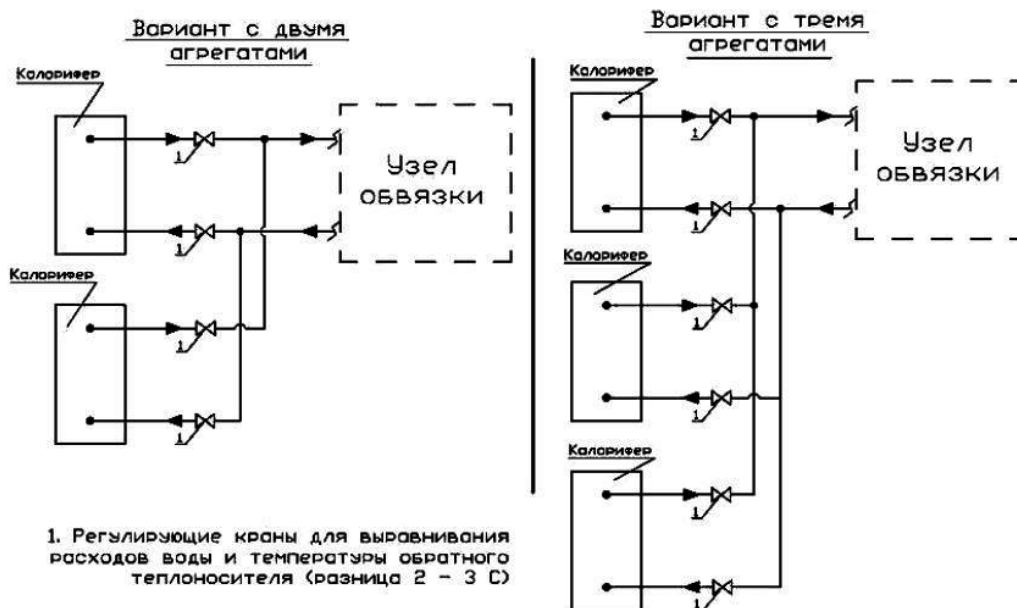 Вариант с двумя
агрегатами
Калорифер
1
Узел
обвязки
1
Калорифер
1
1
Вариант с тремя
агрегатами
Калорифер
1
Узел
обвязки
1
Калорифер
1
1
Калорифер
1
1
1. Регулирующие краны для выравнивания
расходов воды и температуры обратного
теплоносителя (разница 2 - 3 С)